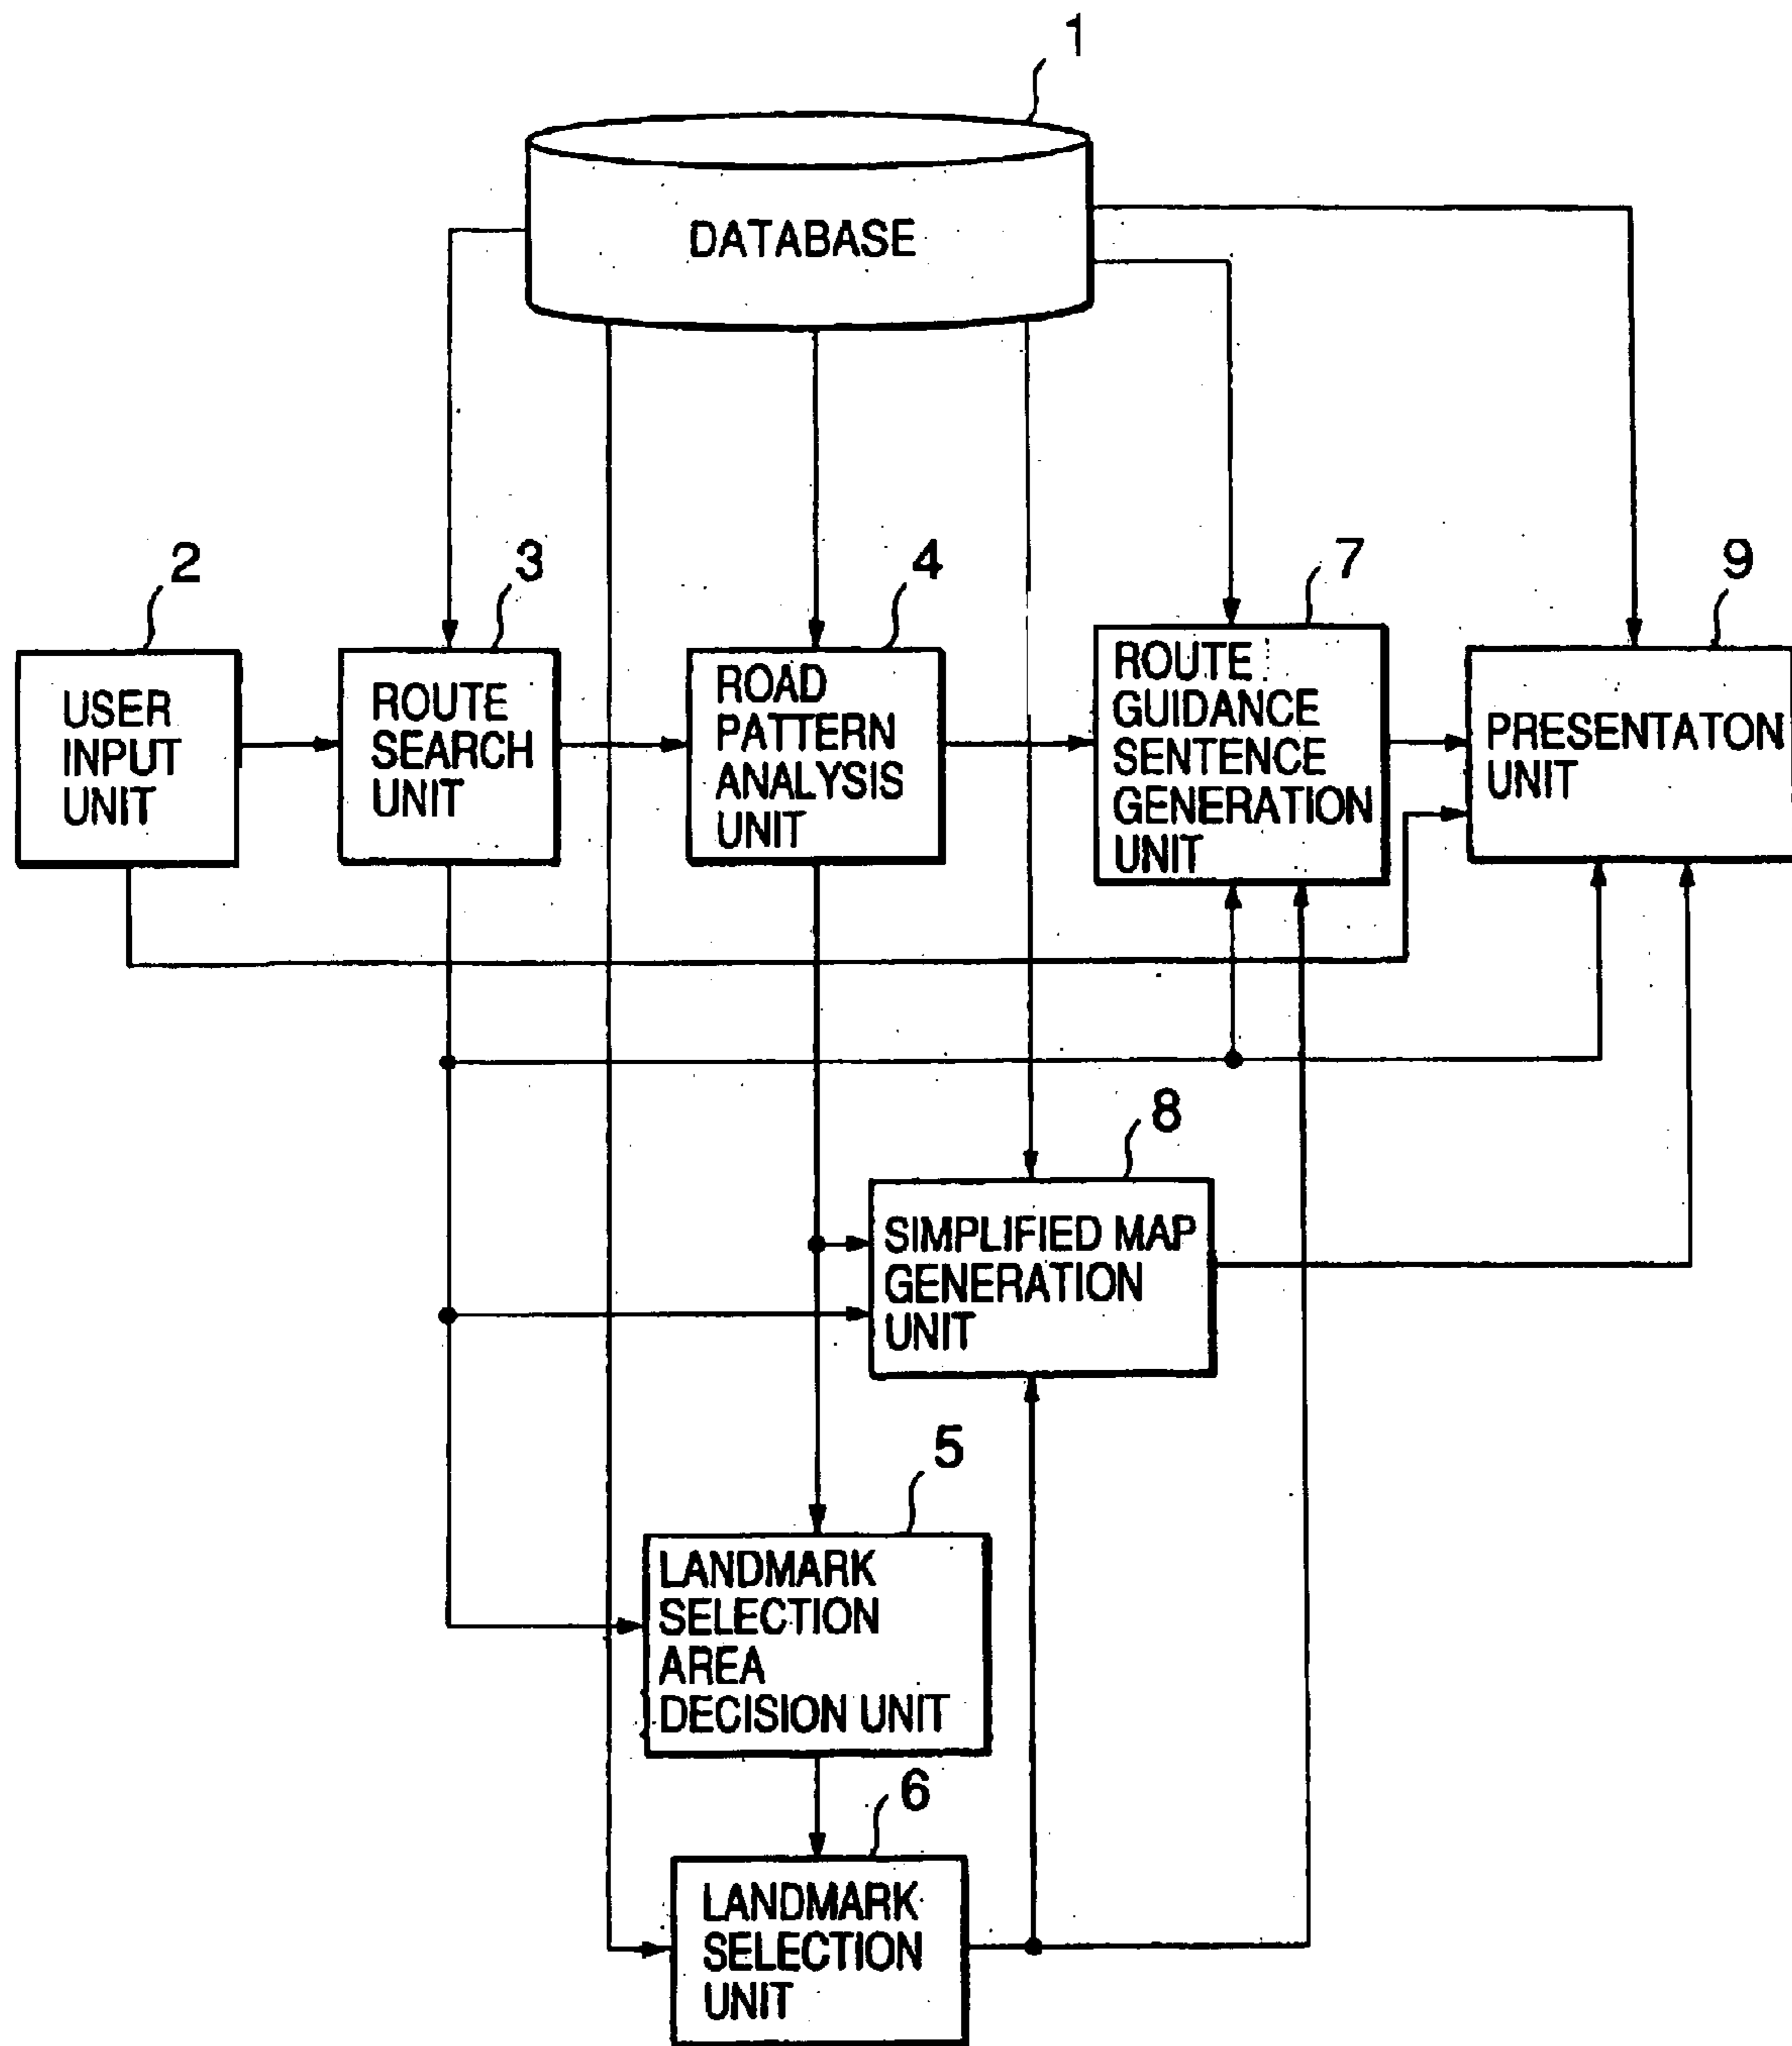 1
DATABASE
2
3
4
7
9
USER
INPUT
UNIT
ROUTE
SEARCH
UNIT
ROAD
PATTERN
ANALYSIS
UNIT
ROUTE
GUIDANCE
SENTENCE
GENERATION
UNIT
PRESENTATON
UNIT
8
SIMPLIFIED MAP
GENERATION
UNIT
5
LANDMARK
SELECTION
AREA
DECISION UNIT
6
LANDMARK
SELECTION
UNIT